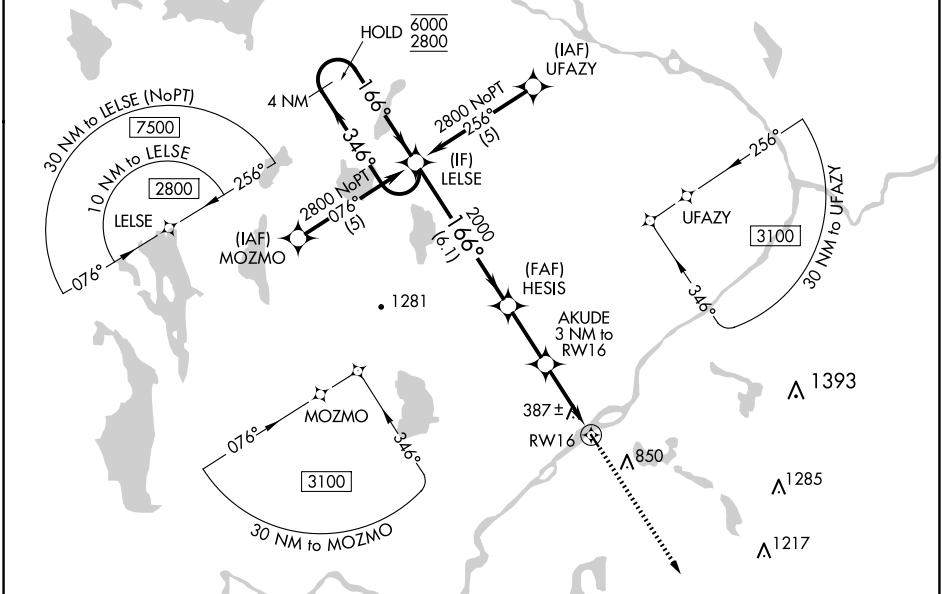 HOLD 6000
2800
(IAF)
UFAZY
4 NM
166°
346°
2800 NoPT
256°
(5)
30 NM to LELSE (NoPT)
7500
10 NM to LELSE
2800
256°
LELSE
076°
(IF)
LELSE
2800 NoPT
076°
(5)
(IAF)
MOZMO
256°
UFAZY
3100
346°
30 NM to UFAZY
2000
166°
(6.1)
(FAF)
HESIS
1281
AKUDE
3 NM to
RW16
MOZMO
076°
346°
3100
30 NM to MOZMO
387±
RW16
1393
850
1285
1217